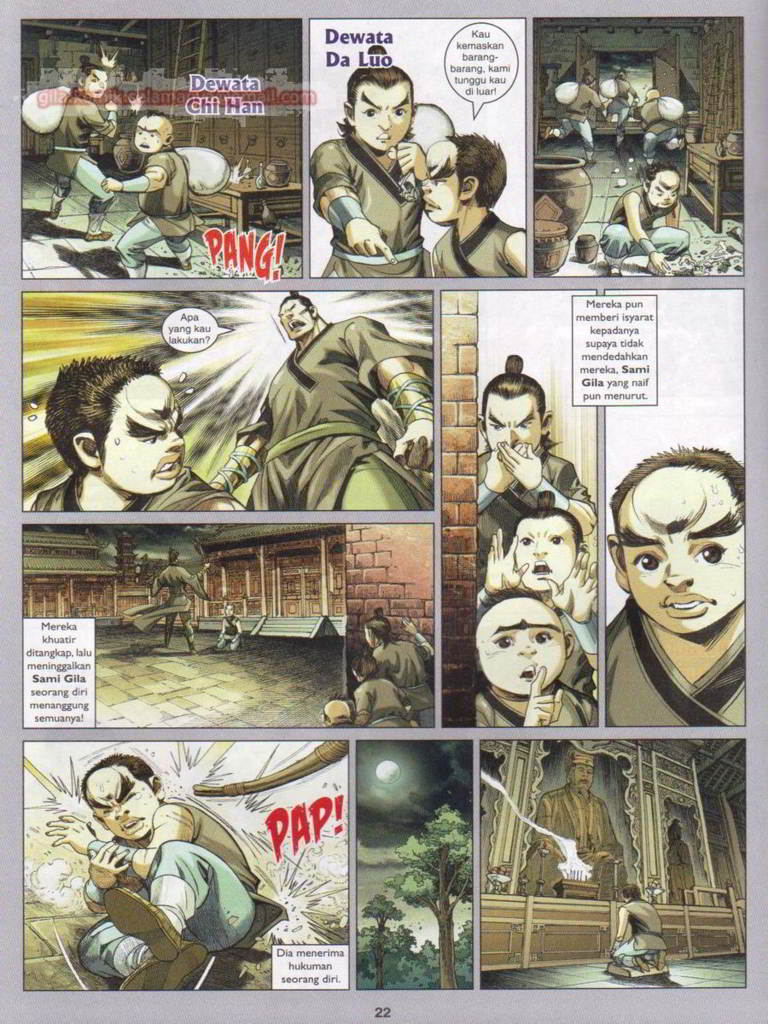 Dewata
Chi Han
PANG!
Dewata
Da Luo
Kau
kemaskan
barang-
barang, kami
tunggu kau
di luar!
Apa
yang kau
lakukan?
Mereka pun
memberi isyarat
kepadanya
supaya tidak
mendedahkan
mereka, Sami
Gila yang naif
pun menurut.
Mereka
khuatir
ditangkap, lalu
meninggalkan
Sami Gila
seorang diri
menanggung
semuanya!
PAP!
Dia menerima
hukuman
seorang diri.
22